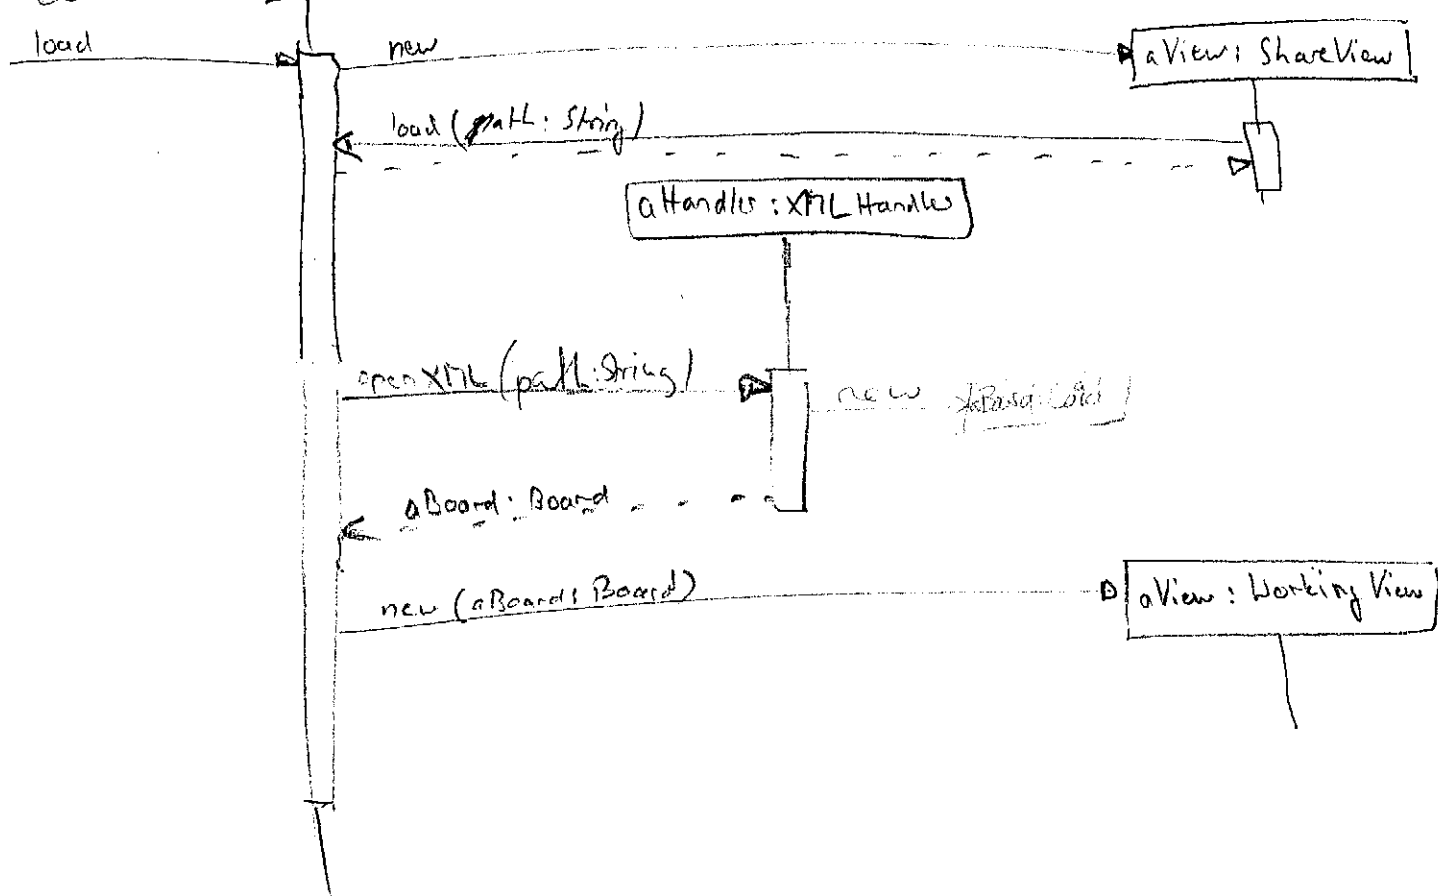 load
new
aView: ShareView
load (path: String)
aHandler: XMLHandler
openXML (path: String)
new
aBoard: Board
new (aBoard: Board)
aView: Working View